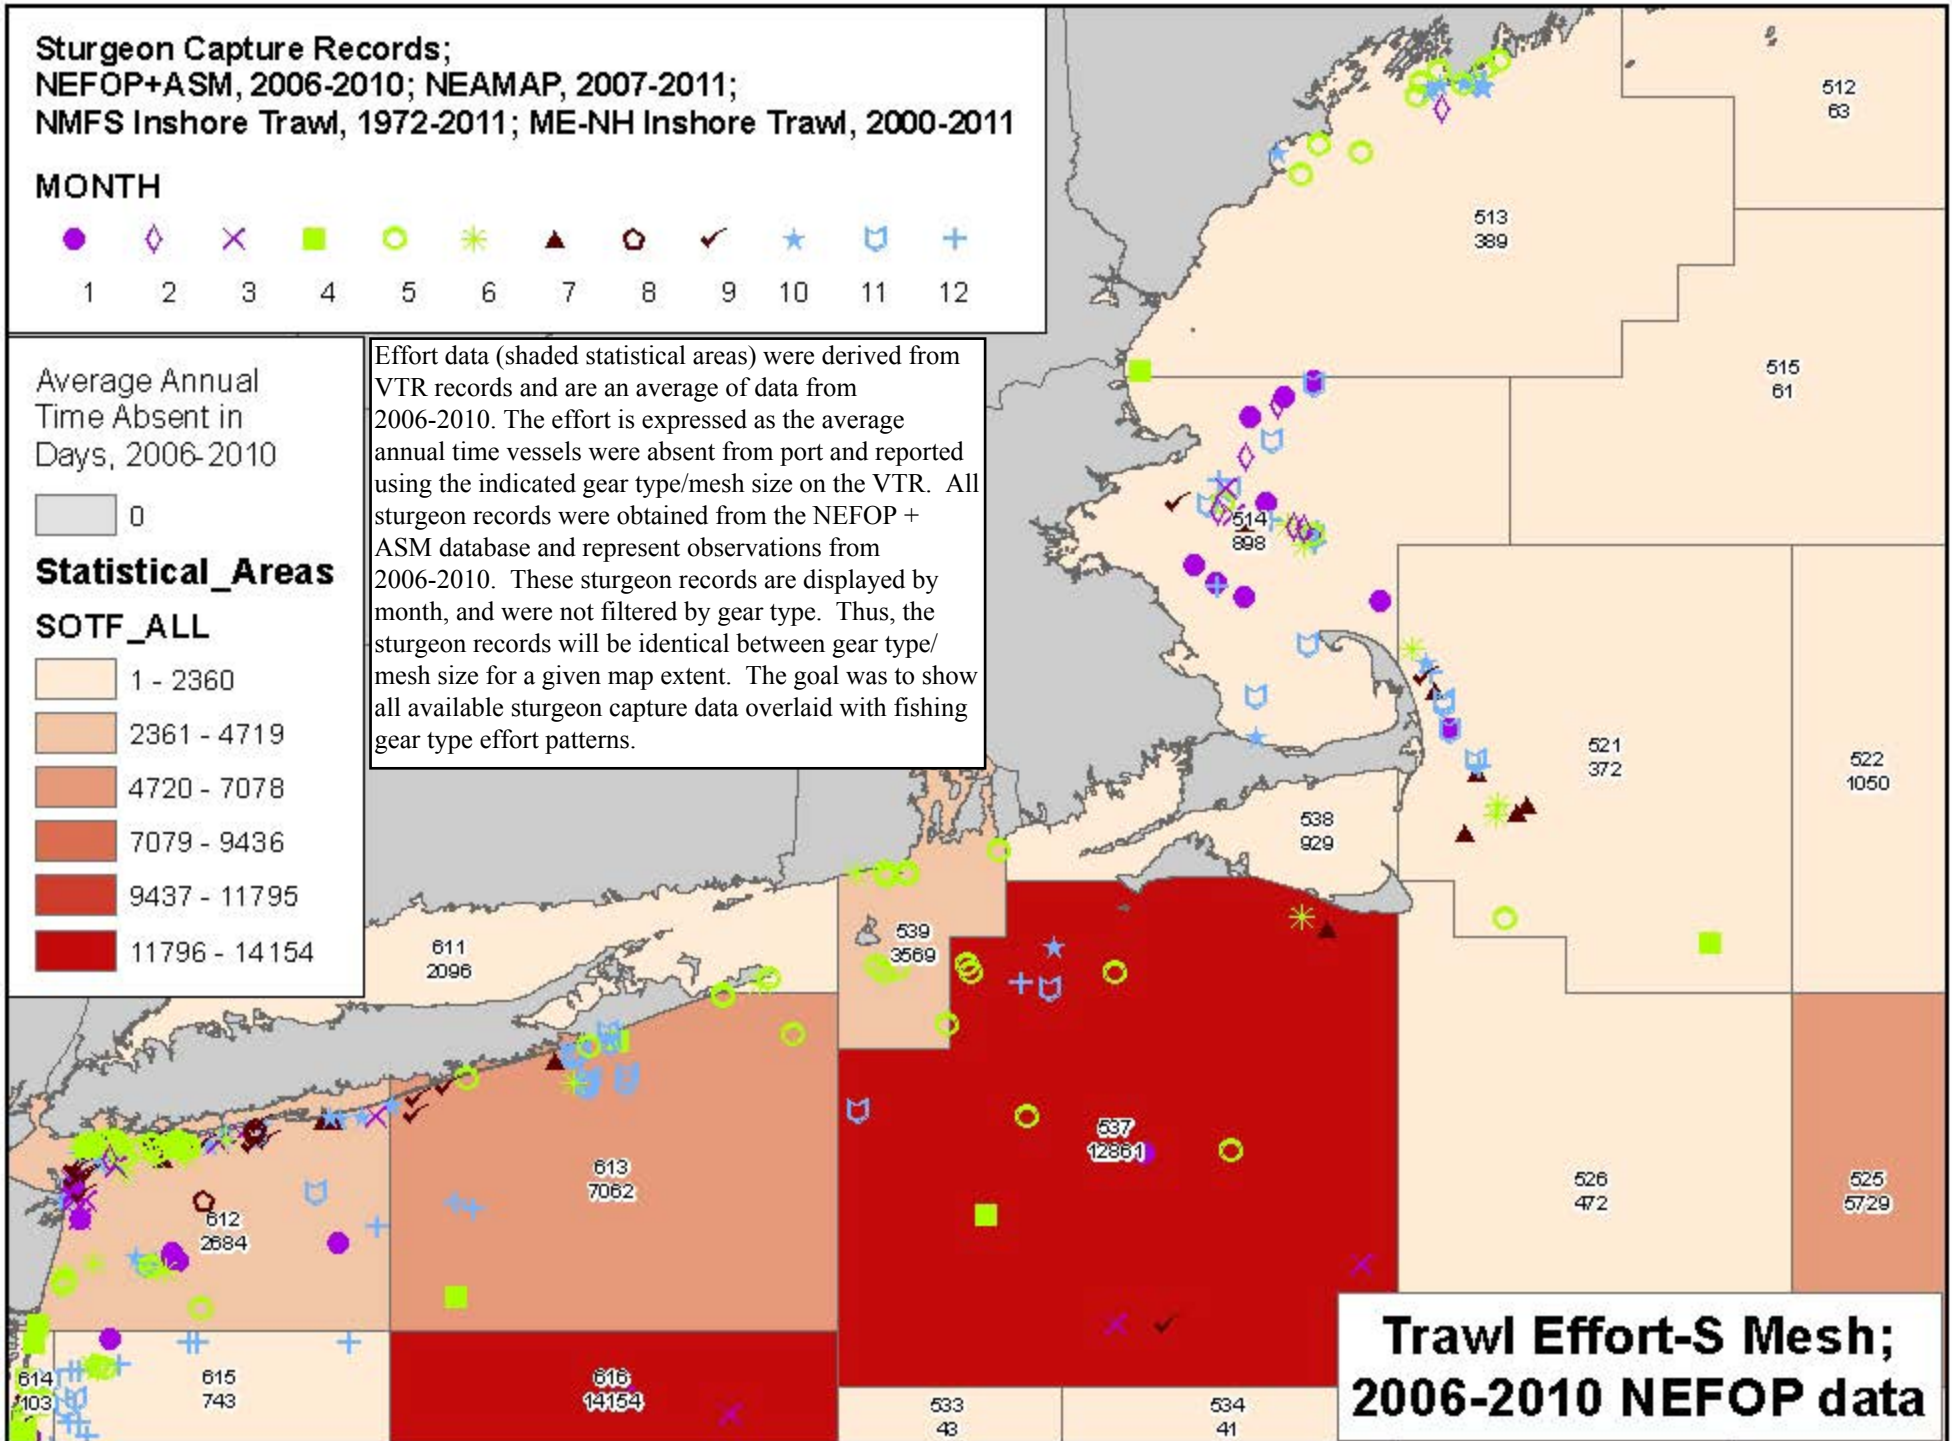 Sturgeon Capture Records;
NEFOP+ASM, 2006-2010; NEAMAP, 2007-2011;
NMFS Inshore Trawl, 1972-2011; ME-NH Inshore Trawl, 2000-2011
MONTH
1 2 3 4 5 6 7 8 9 10 11 12
Average Annual
Time Absent in
Days, 2006-2010
0
Statistical_Areas
SOTF_ALL
1 - 2360
2361 - 4719
4720 - 7078
7079 - 9436
9437 - 11795
11796 - 14154
Effort data (shaded statistical areas) were derived from
VTR records and are an average of data from
2006-2010. The effort is expressed as the average
annual time vessels were absent from port and reported
using the indicated gear type/mesh size on the VTR.  All
sturgeon records were obtained from the NEFOP +
ASM database and represent observations from
2006-2010.  These sturgeon records are displayed by
month, and were not filtered by gear type.  Thus, the
sturgeon records will be identical between gear type/
mesh size for a given map extent.  The goal was to show
all available sturgeon capture data overlaid with fishing
gear type effort patterns.
512
63
513
389
515
61
514
898
521
372
522
1050
538
929
539
3569
611
2096
537
12861
613
7062
612
2684
526
472
525
5729
614
103
615
743
616
14154
533
43
534
41
Trawl Effort-S Mesh;
2006-2010 NEFOP data